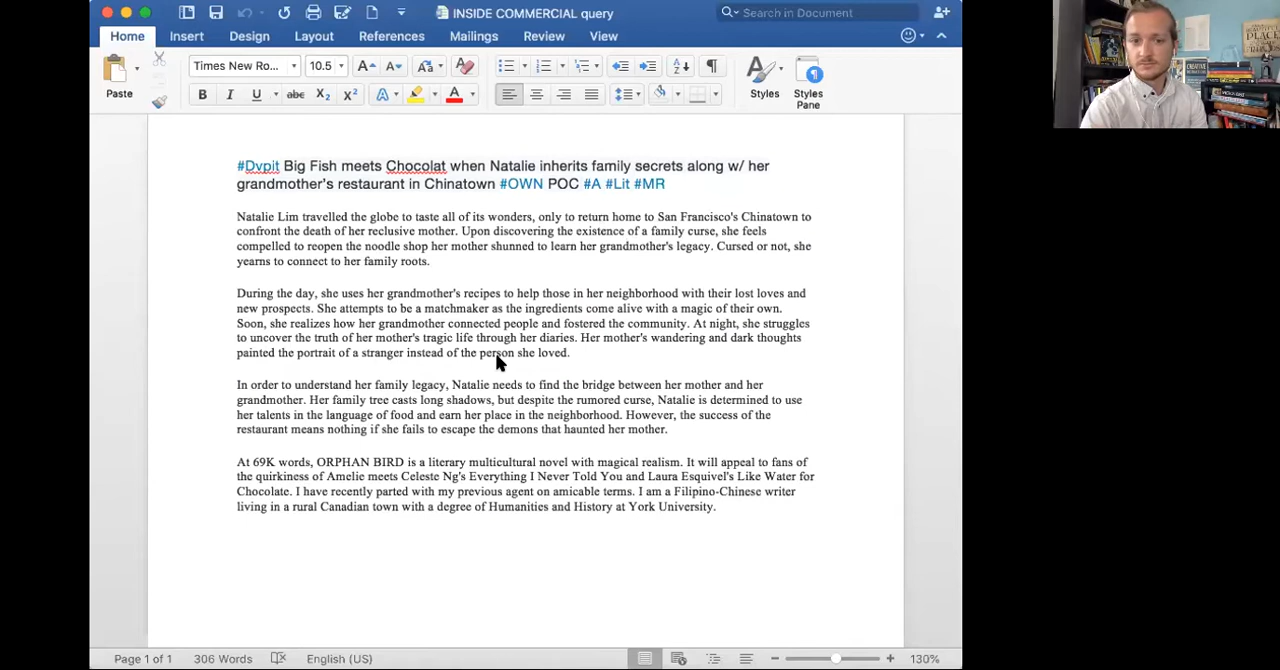 INSIDE COMMERCIAL query
Search in Document
Home Insert Design Layout References Mailings Review View
Paste
Times New Ro... 10.5
Styles
Styles Pane
#Dvpit Big Fish meets Chocolat when Natalie inherits family secrets along w/ her
grandmother's restaurant in Chinatown #OWN POC #A #Lit #MR
Natalie Lim travelled the globe to taste all of its wonders, only to return home to San Francisco's Chinatown to
confront the death of her reclusive mother. Upon discovering the existence of a family curse, she feels
compelled to reopen the noodle shop her mother shunned to learn her grandmother's legacy. Cursed or not, she
yearns to connect to her family roots.
During the day, she uses her grandmother's recipes to help those in her neighborhood with their lost loves and
new prospects. She attempts to be a matchmaker as the ingredients come alive with a magic of their own.
Soon, she realizes how her grandmother connected people and fostered the community. At night, she struggles
to uncover the truth of her mother's tragic life through her diaries. Her mother's wandering and dark thoughts
painted the portrait of a stranger instead of the person she loved.
In order to understand her family legacy, Natalie needs to find the bridge between her mother and her
grandmother. Her family tree casts long shadows, but despite the rumored curse, Natalie is determined to use
her talents in the language of food and earn her place in the neighborhood. However, the success of the
restaurant means nothing if she fails to escape the demons that haunted her mother.
At 69K words, ORPHAN BIRD is a literary multicultural novel with magical realism. It will appeal to fans of
the quirkiness of Amelie meets Celeste Ng's Everything I Never Told You and Laura Esquivel's Like Water for
Chocolate. I have recently parted with my previous agent on amicable terms. I am a Filipino-Chinese writer
living in a rural Canadian town with a degree of Humanities and History at York University.
Page 1 of 1 306 Words English (US) 130%